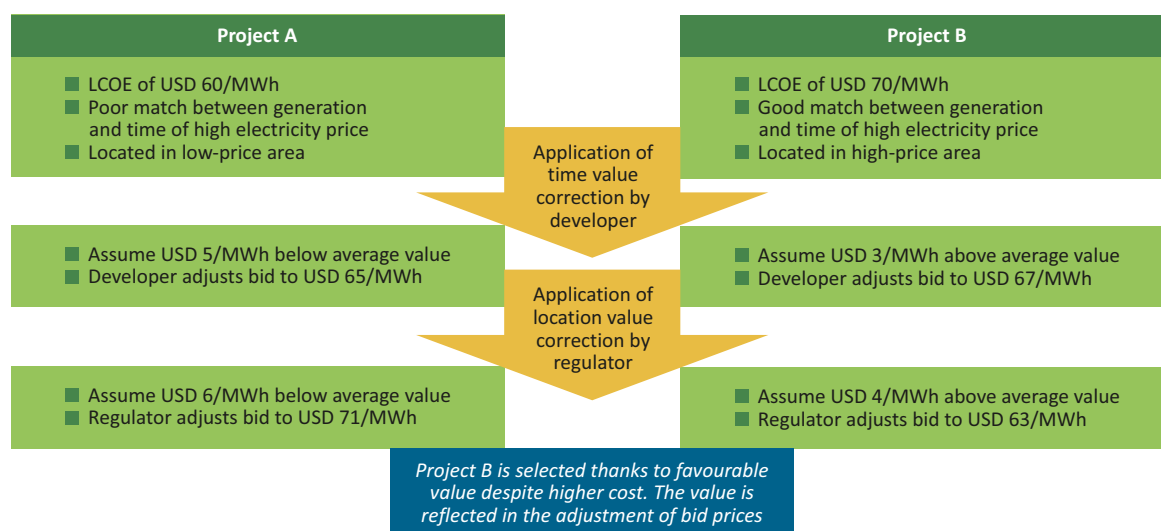 Project A
LCOE of USD 60/MWh
Poor match between generation
and time of high electricity price
Located in low-price area
Project B
LCOE of USD 70/MWh
Good match between generation
and time of high electricity price
Located in high-price area
Application of
time value
correction by
developer
Assume USD 5/MWh below average value
Developer adjusts bid to USD 65/MWh
Assume USD 3/MWh above average value
Developer adjusts bid to USD 67/MWh
Application of
location value
correction by
regulator
Assume USD 6/MWh below average value
Regulator adjusts bid to USD 71/MWh
Assume USD 4/MWh above average value
Regulator adjusts bid to USD 63/MWh
Project B is selected thanks to favourable
value despite higher cost. The value is
reflected in the adjustment of bid prices